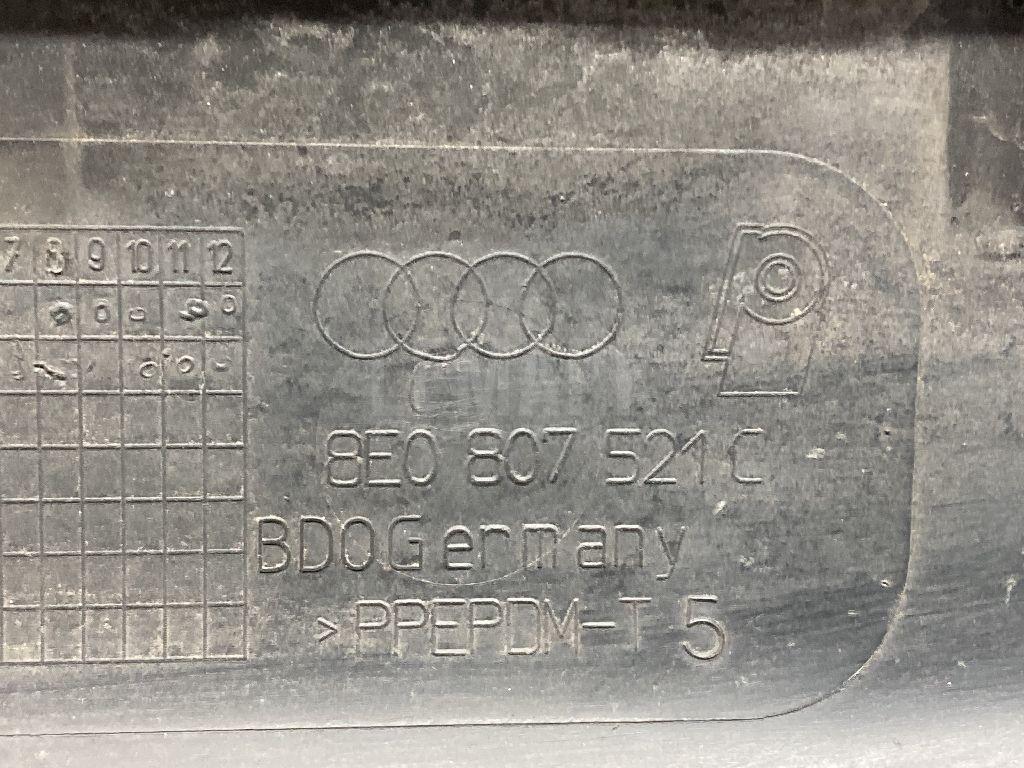 7 8 9 10 11 12
8E0 807 521 C
BDO Germany
> PPEPDM-T 5